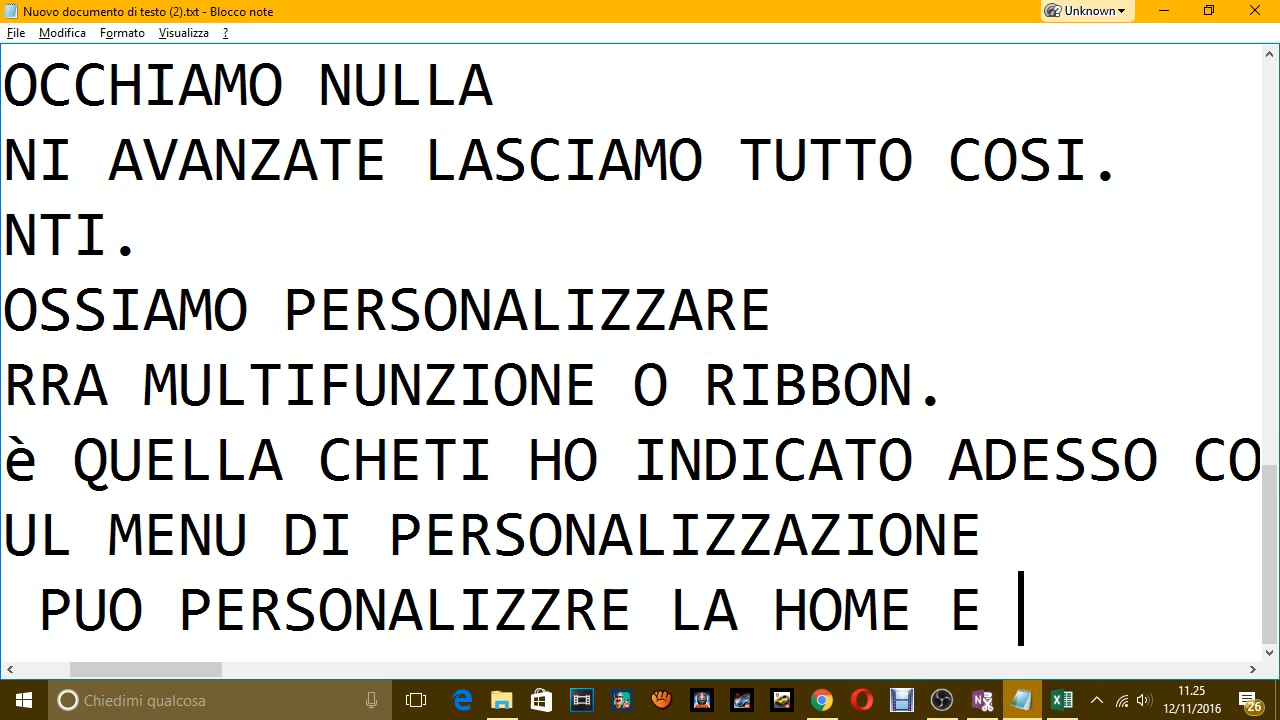 Nuovo documento di testo (2).txt - Blocco note
Unknown
File Modifica Formato Visualizza ?
OCCHIAMO NULLA
NI AVANZATE LASCIAMO TUTTO COSI.
NTI.
OSSIAMO PERSONALIZZARE
RRA MULTIFUNZIONE O RIBBON.
è QUELLA CHETI HO INDICATO ADESSO CO
UL MENU DI PERSONALIZZAZIONE
PUO PERSONALIZZRE LA HOME E
Chiedimi qualcosa
11.25
12/11/2016
26